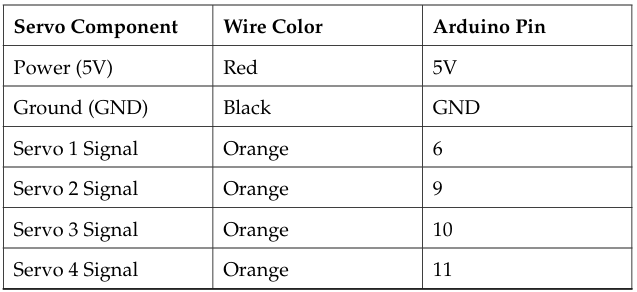 Servo Component Wire Color Arduino Pin
Power (5V) Red 5V
Ground (GND) Black GND
Servo 1 Signal Orange 6
Servo 2 Signal Orange 9
Servo 3 Signal Orange 10
Servo 4 Signal Orange 11